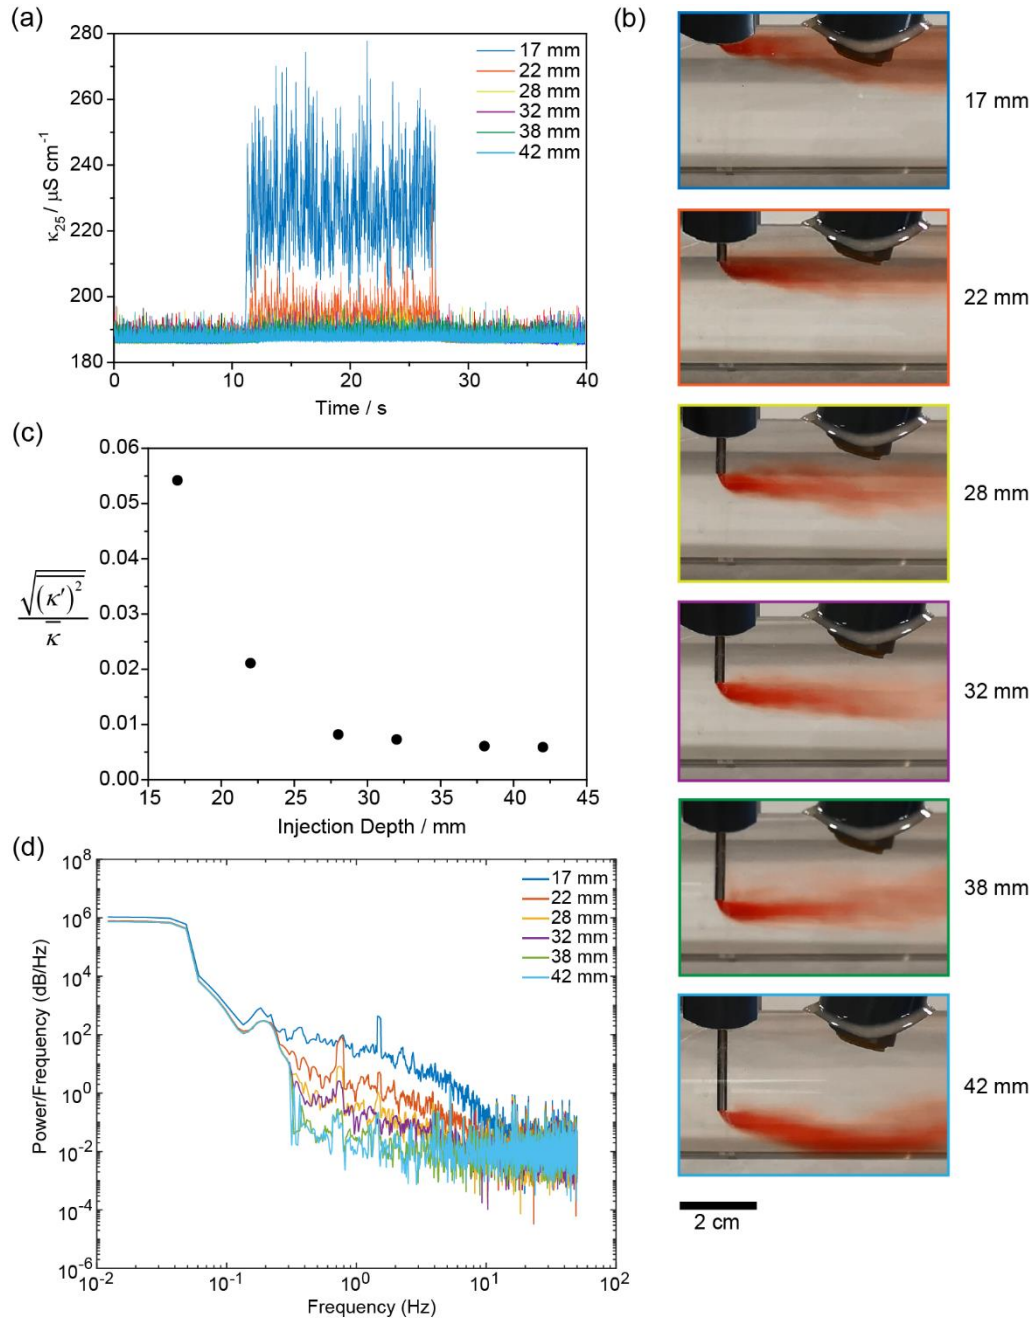 (a)
280
260
240
220
200
180
κ25 / μS cm-1
0
10
20
30
40
Time / s
17 mm
22 mm
28 mm
32 mm
38 mm
42 mm
(b)
17 mm
22 mm
28 mm
32 mm
38 mm
42 mm
2 cm
(c)
0.06
0.05
0.04
0.03
0.02
0.01
0.00
√(κ′)2
κ
15
20
25
30
35
40
45
Injection Depth / mm
(d)
10^8
10^6
10^4
10^2
10^0
10^-2
10^-4
10^-6
Power/Frequency (dB/Hz)
10^-2
10^-1
10^0
10^1
10^2
Frequency (Hz)
17 mm
22 mm
28 mm
32 mm
38 mm
42 mm